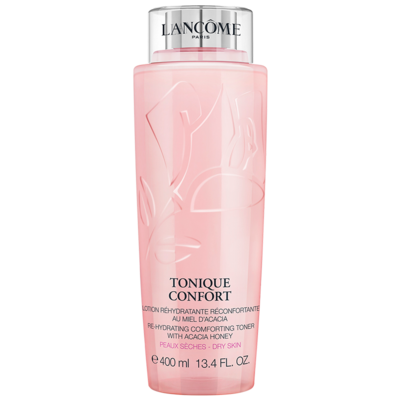 LANCÔME
PARIS
TONIQUE
CONFORT
LOTION RÉHYDRATANTE RÉCONFORTANTE
AU MIEL D'ACACIA
RE-HYDRATING COMFORTING TONER
WITH ACACIA HONEY
PEAUX SÈCHES - DRY SKIN
℮ 400 ml 13.4 FL. OZ.